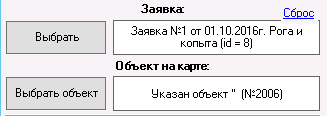 Заявка:
Сброс
Выбрать
Заявка №1 от 01.10.2016г. Рога и
копыта (id = 8)
Объект на карте:
Выбрать объект
Указан объект '' (№2006)